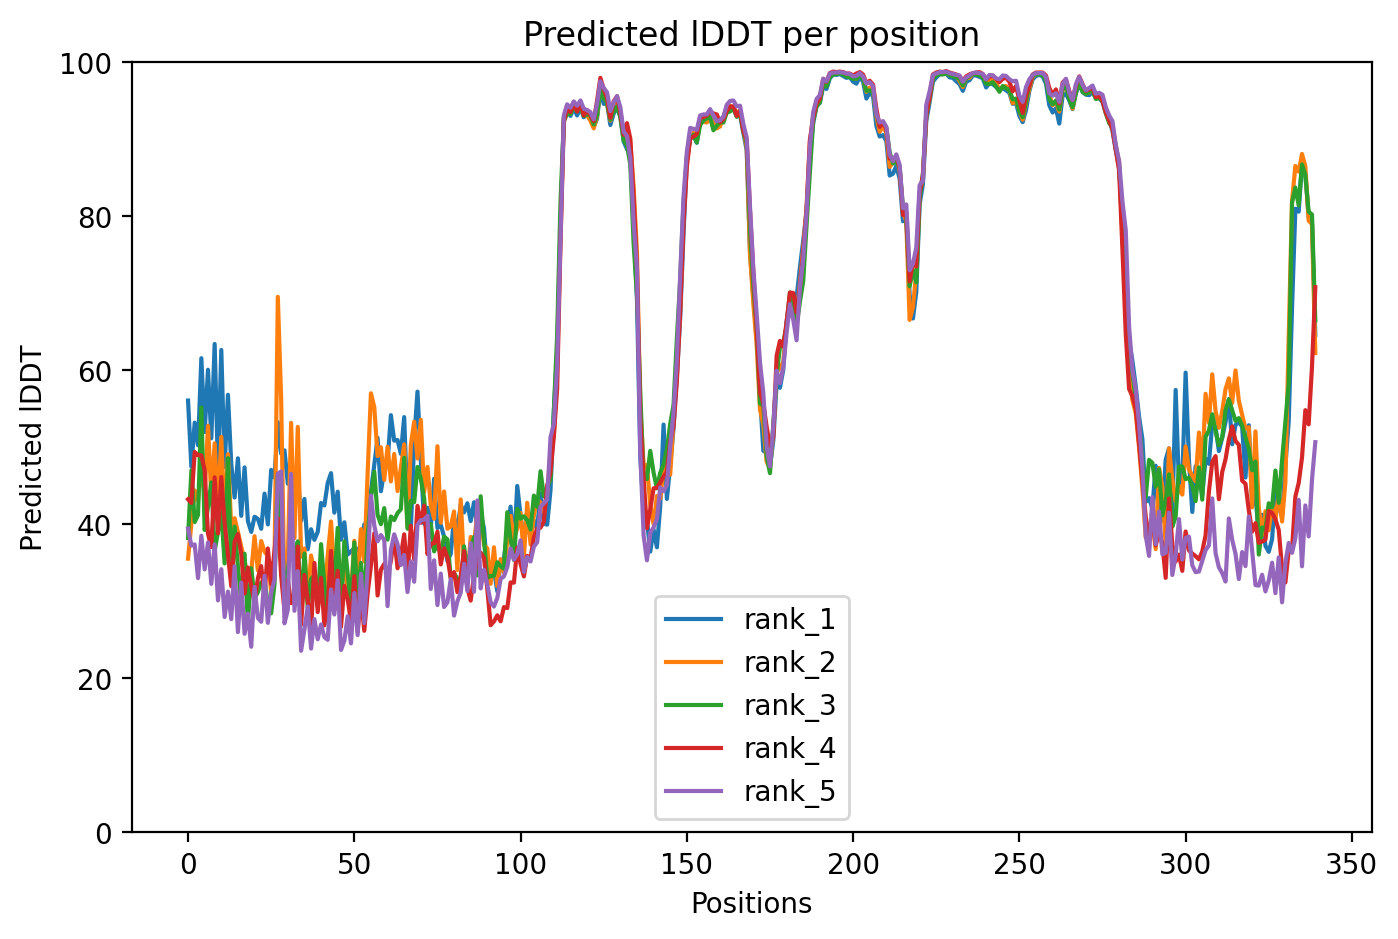 Predicted lDDT per position
100
80
60
40
20
0
Predicted lDDT
0 50 100 150 200 250 300 350
Positions
rank_1
rank_2
rank_3
rank_4
rank_5